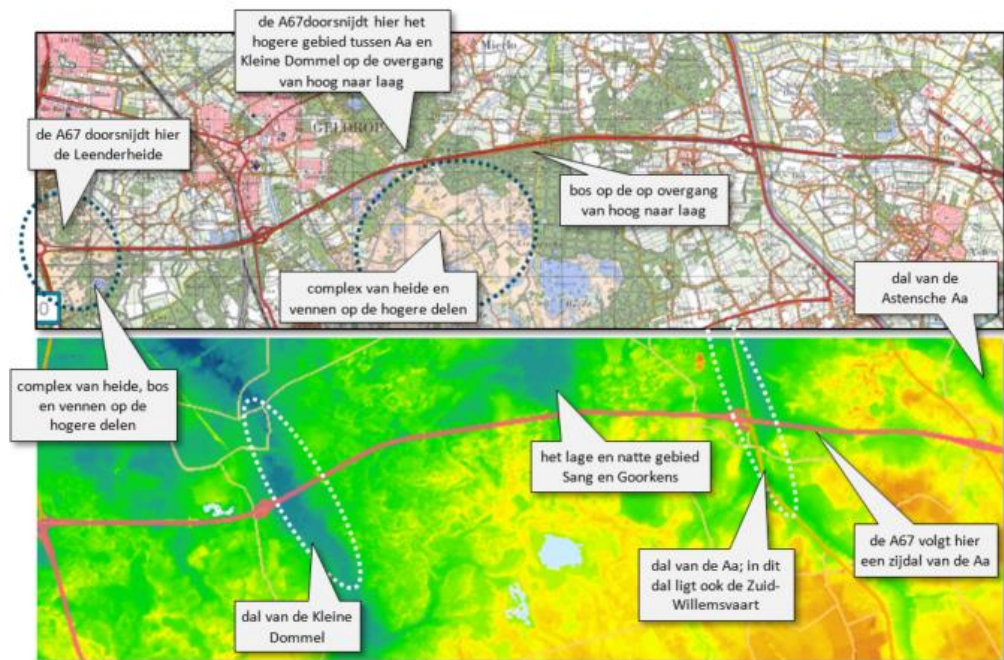 de A67doorsnijdt hier het
hogere gebied tussen Aa en
Kleine Dommel op de overgang
van hoog naar laag
Mierlo
GELDROP
de A67 doorsnijdt hier
de Leenderheide
bos op de op overgang
van hoog naar laag
complex van heide en
vennen op de hogere delen
dal van de
Astensche Aa
complex van heide, bos
en vennen op de
hogere delen
het lage en natte gebied
Sang en Goorkens
de A67 volgt hier
een zijdal van de Aa
dal van de Aa; in dit
dal ligt ook de Zuid-
Willemsvaart
dal van de Kleine
Dommel